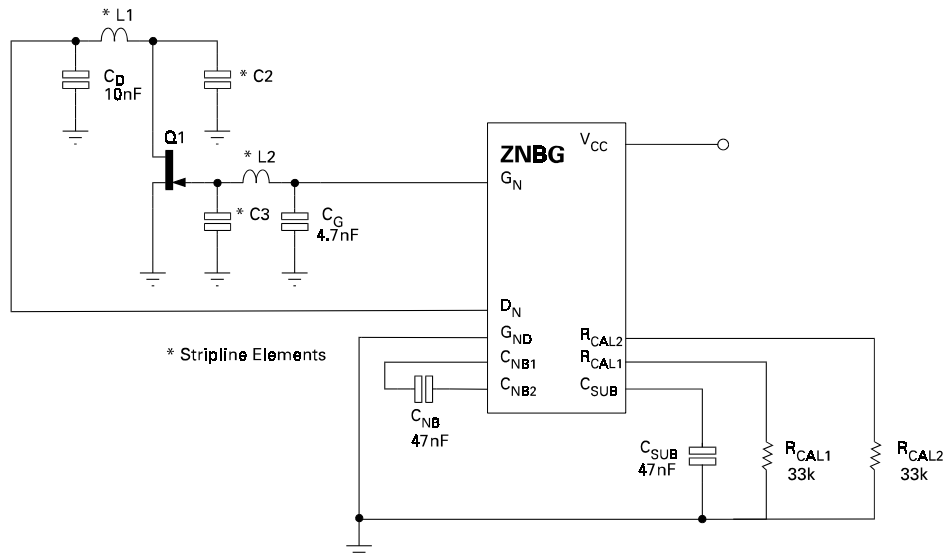 * L1
C_D
10nF
* C2
Q1
* L2
* C3
C_G
4.7nF
ZNBG
V_CC
G_N
D_N
G_ND
C_NB1
C_NB2
R_CAL2
R_CAL1
C_SUB
* Stripline Elements
C_NB
47nF
C_SUB
47nF
R_CAL1
33k
R_CAL2
33k